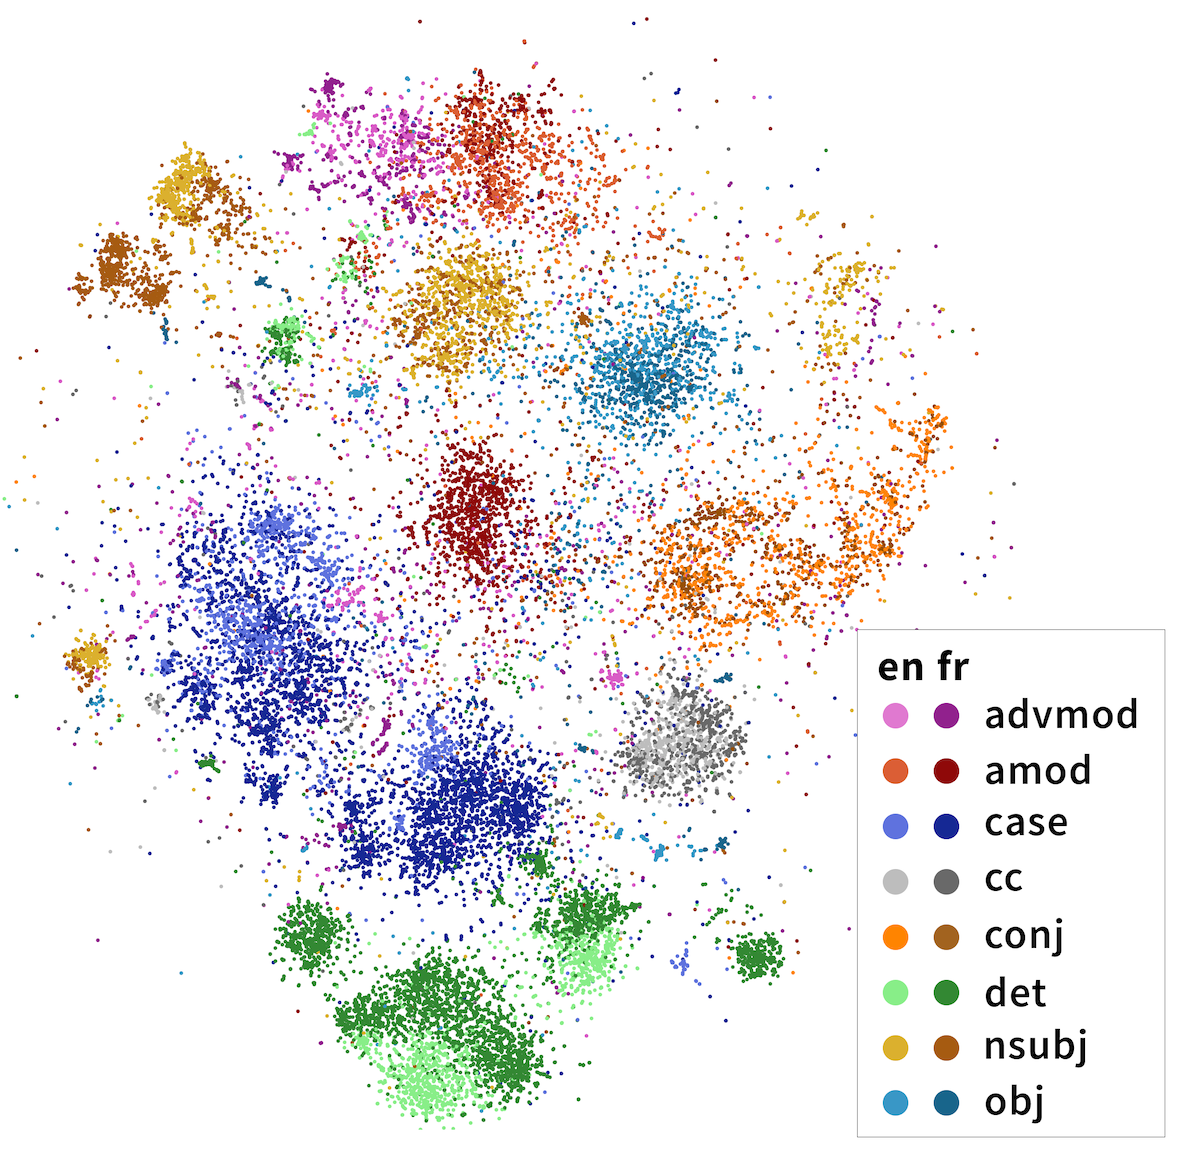 en fr
advmod
amod
case
cc
conj
det
nsubj
obj